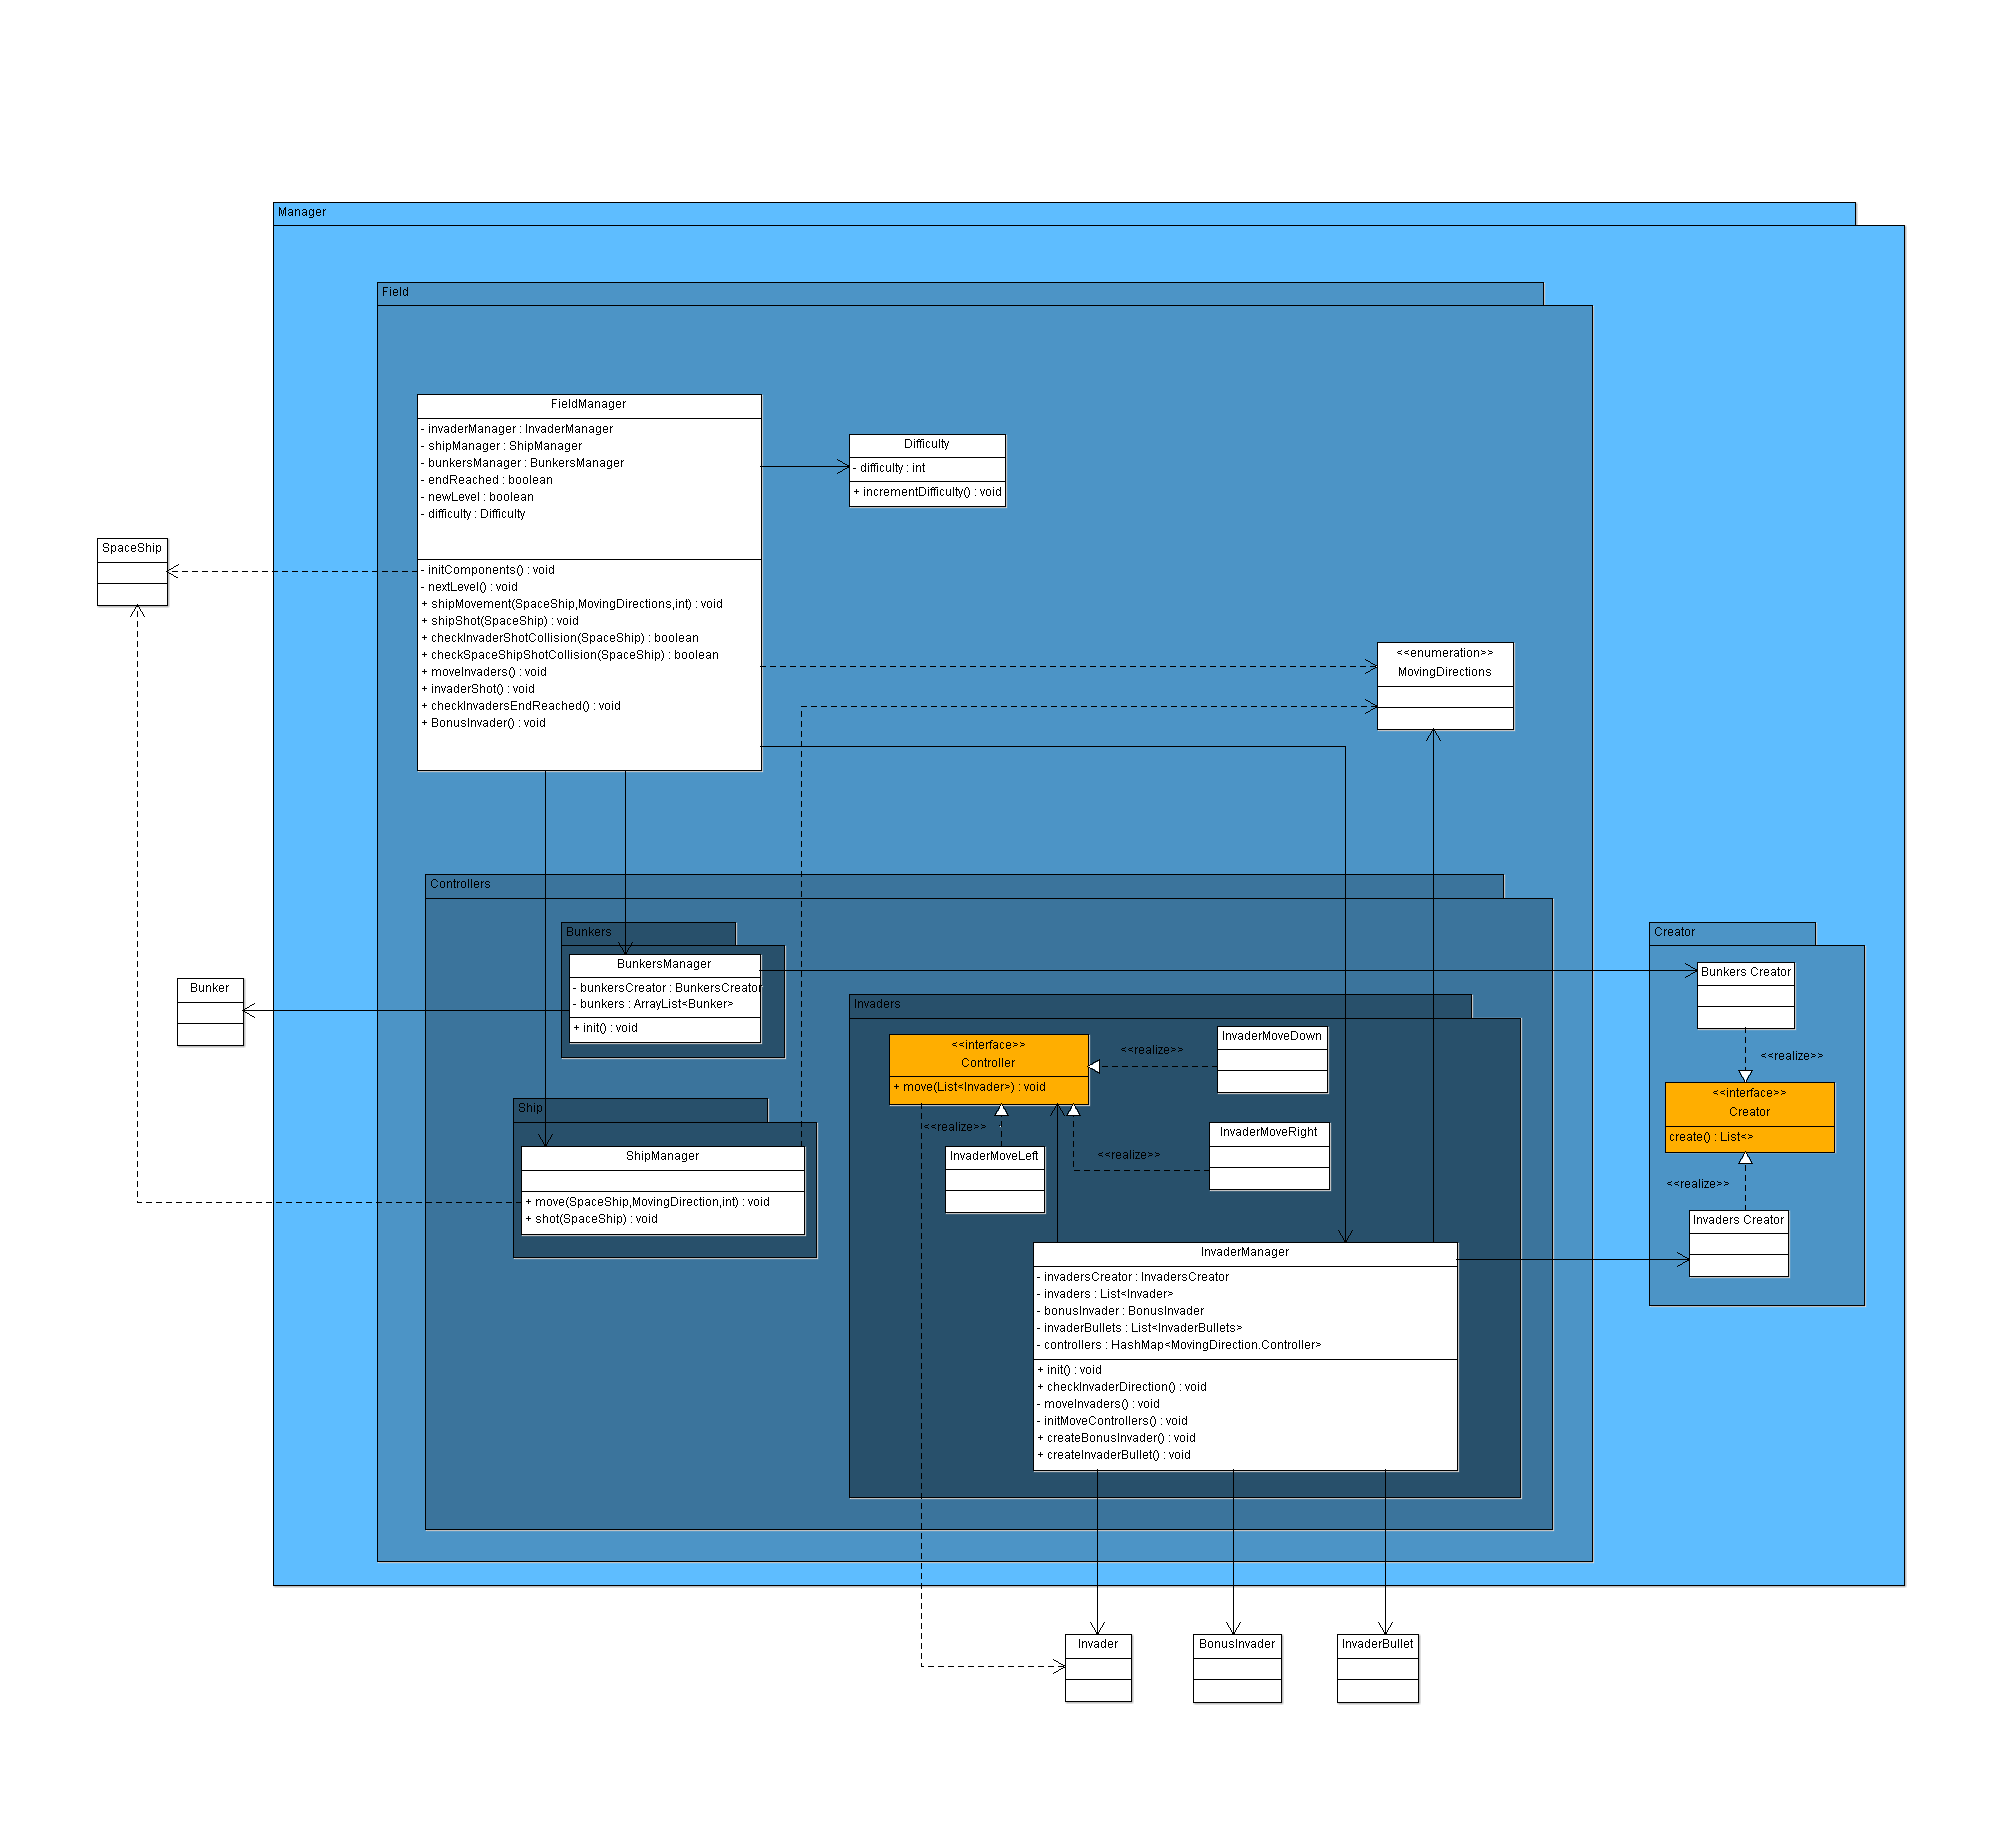 Manager
Field
FieldManager
- invaderManager : InvaderManager
- shipManager : ShipManager
- bunkersManager : BunkersManager
- endReached : boolean
- newLevel : boolean
- difficulty : Difficulty
- initComponents() : void
- nextLevel() : void
+ shipMovement(SpaceShip,MovingDirections,int) : void
+ shipShot(SpaceShip) : void
+ checkInvaderShotCollision(SpaceShip) : boolean
+ checkSpaceShipShotCollision(SpaceShip) : boolean
+ moveInvaders() : void
+ invaderShot() : void
+ checkInvadersEndReached() : void
+ BonusInvader() : void
Difficulty
- difficulty : int
+ incrementDifficulty() : void
SpaceShip
<<enumeration>>
MovingDirections
Controllers
Bunkers
BunkersManager
- bunkersCreator : BunkersCreator
- bunkers : ArrayList<Bunker>
+ init() : void
Bunker
Creator
Bunkers Creator
<<realize>>
<<interface>>
Creator
create() : List<>
<<realize>>
Invaders Creator
Invaders
<<interface>>
Controller
+ move(List<Invader>) : void
<<realize>>
InvaderMoveDown
<<realize>>
InvaderMoveLeft
<<realize>>
InvaderMoveRight
Ship
ShipManager
+ move(SpaceShip,MovingDirection,int) : void
+ shot(SpaceShip) : void
InvaderManager
- invadersCreator : InvadersCreator
- invaders : List<Invader>
- bonusInvader : BonusInvader
- invaderBullets : List<InvaderBullets>
- controllers : HashMap<MovingDirection.Controller>
+ init() : void
+ checkInvaderDirection() : void
- moveInvaders() : void
- initMoveControllers() : void
+ createBonusInvader() : void
+ createInvaderBullet() : void
Invader
BonusInvader
InvaderBullet